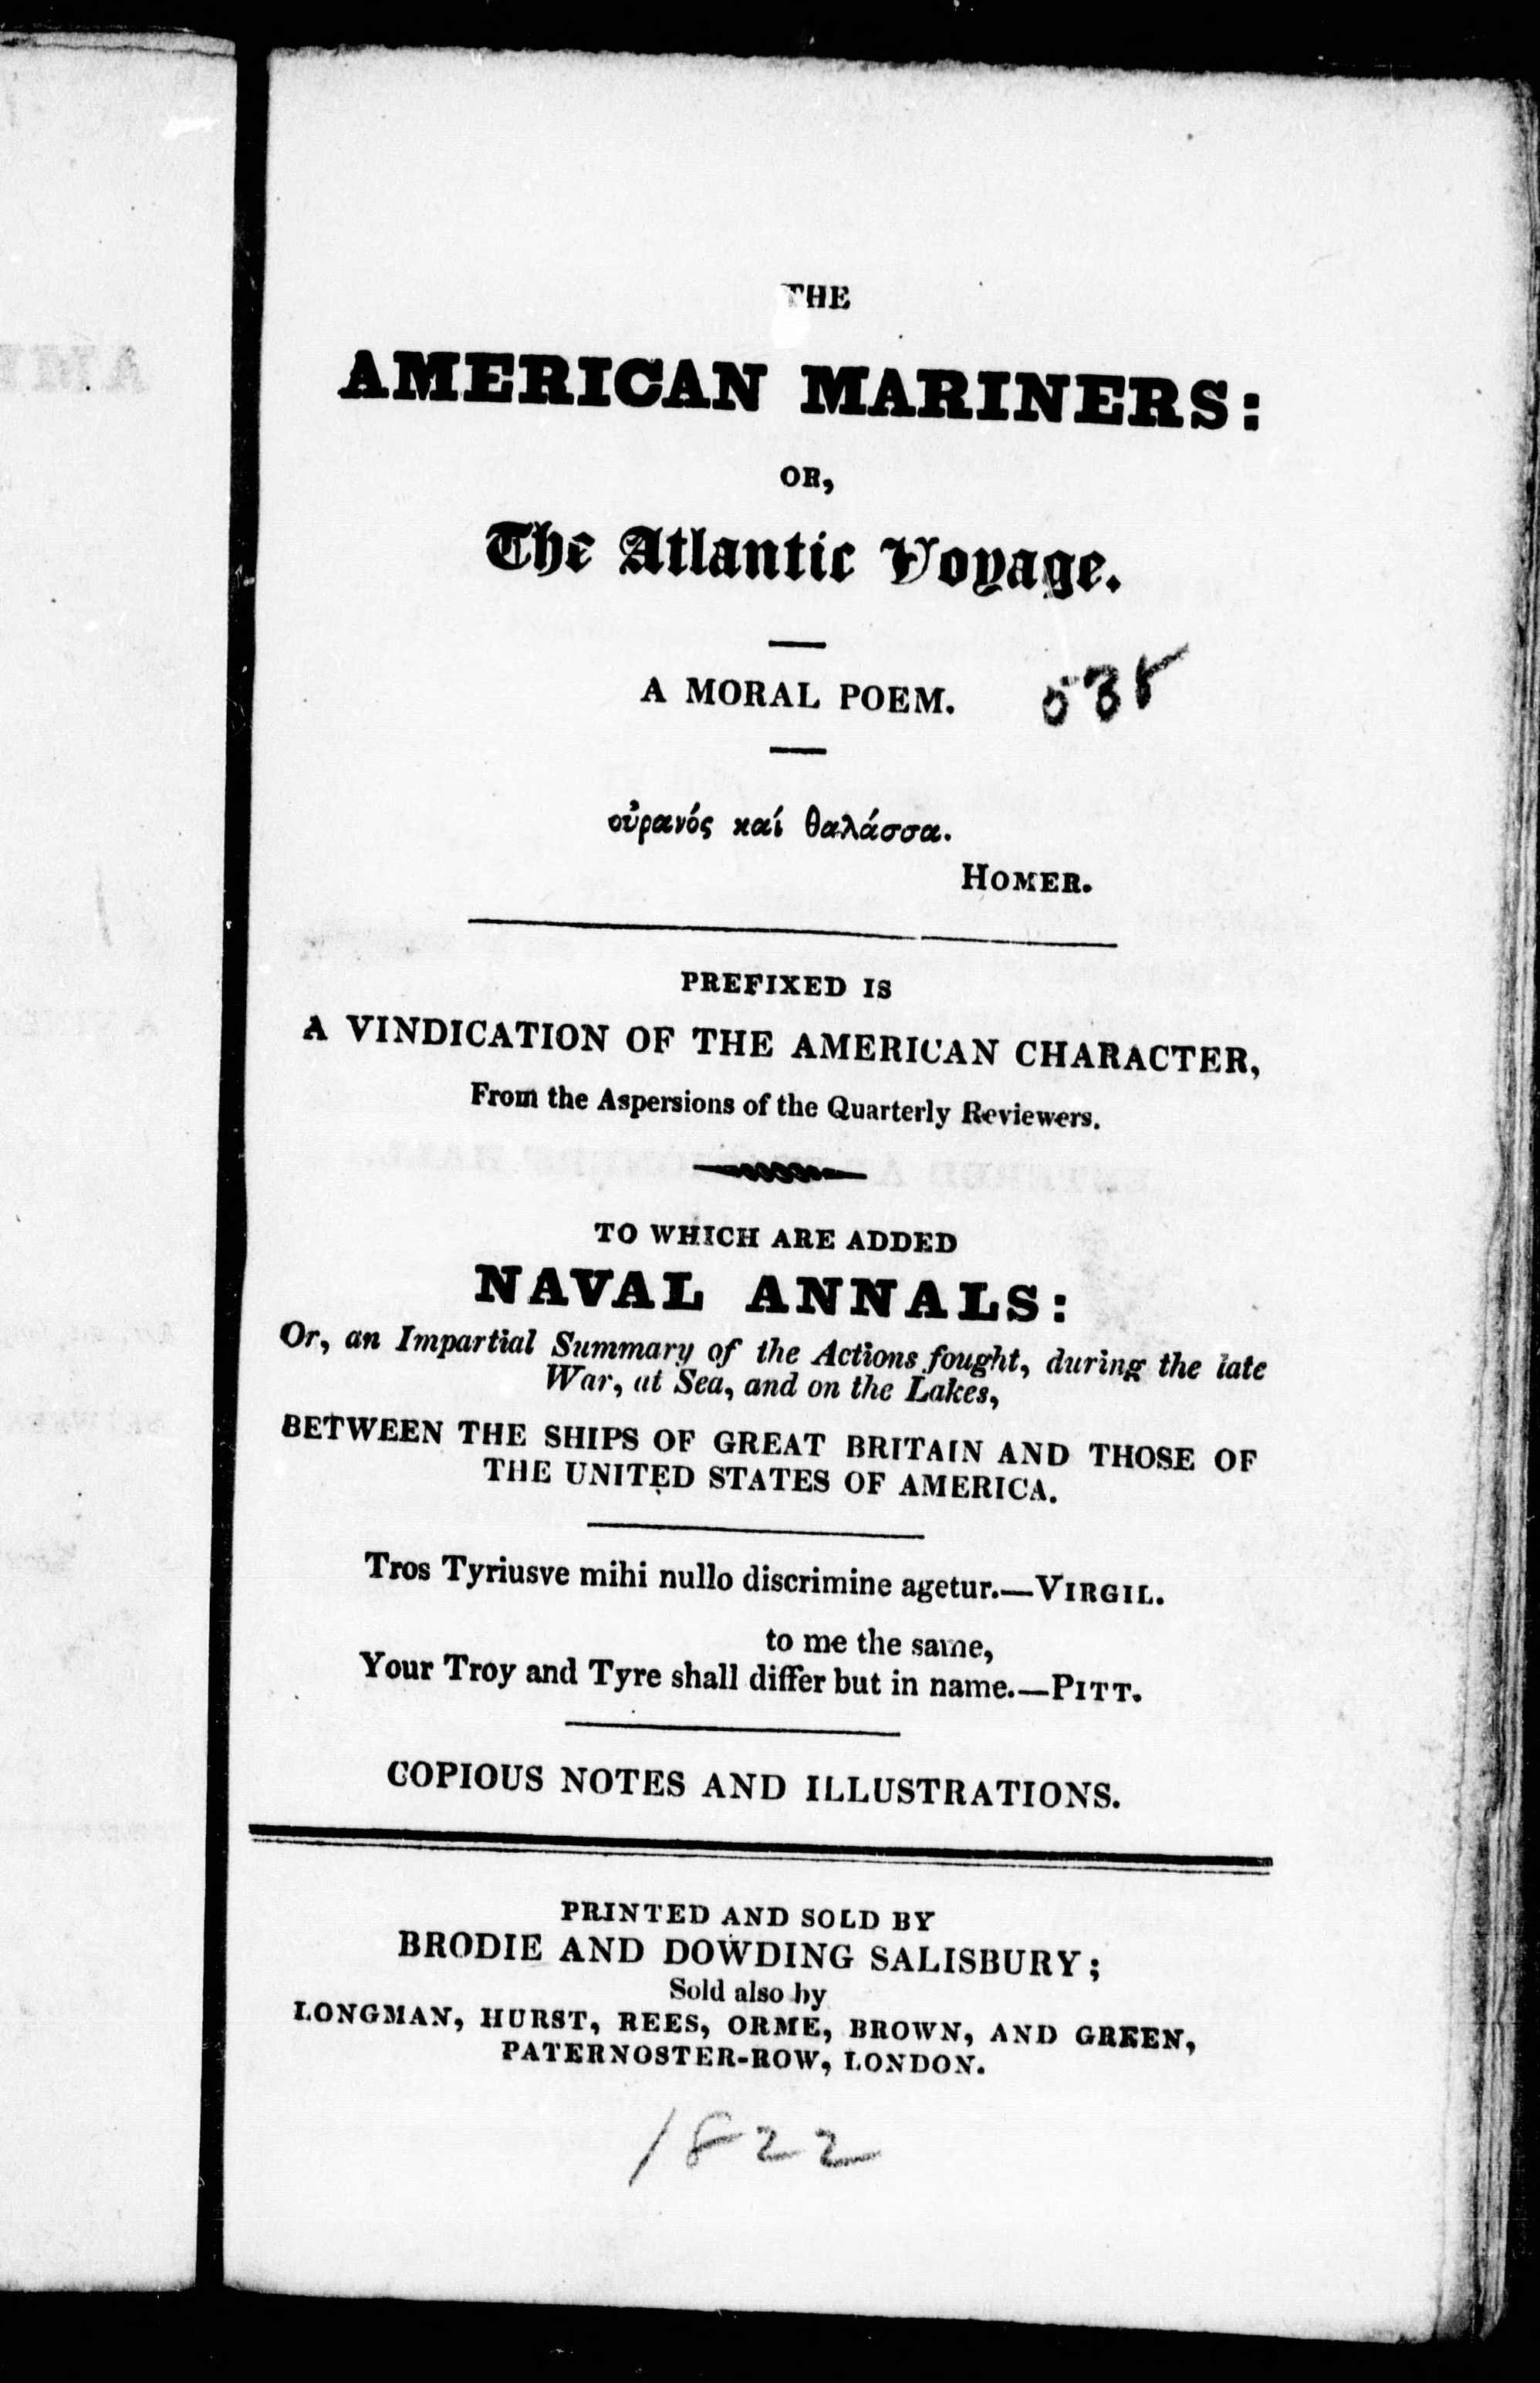 THE
AMERICAN MARINERS:
OR,
The Atlantic Voyage.
A MORAL POEM.
οὐρανός καί θαλάσσα.
HOMER.
PREFIXED IS
A VINDICATION OF THE AMERICAN CHARACTER,
From the Aspersions of the Quarterly Reviewers.
TO WHICH ARE ADDED
NAVAL ANNALS:
Or, an Impartial Summary of the Actions fought, during the late
War, at Sea, and on the Lakes,
BETWEEN THE SHIPS OF GREAT BRITAIN AND THOSE OF
THE UNITED STATES OF AMERICA.
Tros Tyriusve mihi nullo discrimine agetur.—VIRGIL.
to me the same,
Your Troy and Tyre shall differ but in name.—PITT.
COPIOUS NOTES AND ILLUSTRATIONS.
PRINTED AND SOLD BY
BRODIE AND DOWDING SALISBURY;
Sold also by
LONGMAN, HURST, REES, ORME, BROWN, AND GREEN,
PATERNOSTER-ROW, LONDON.
1822